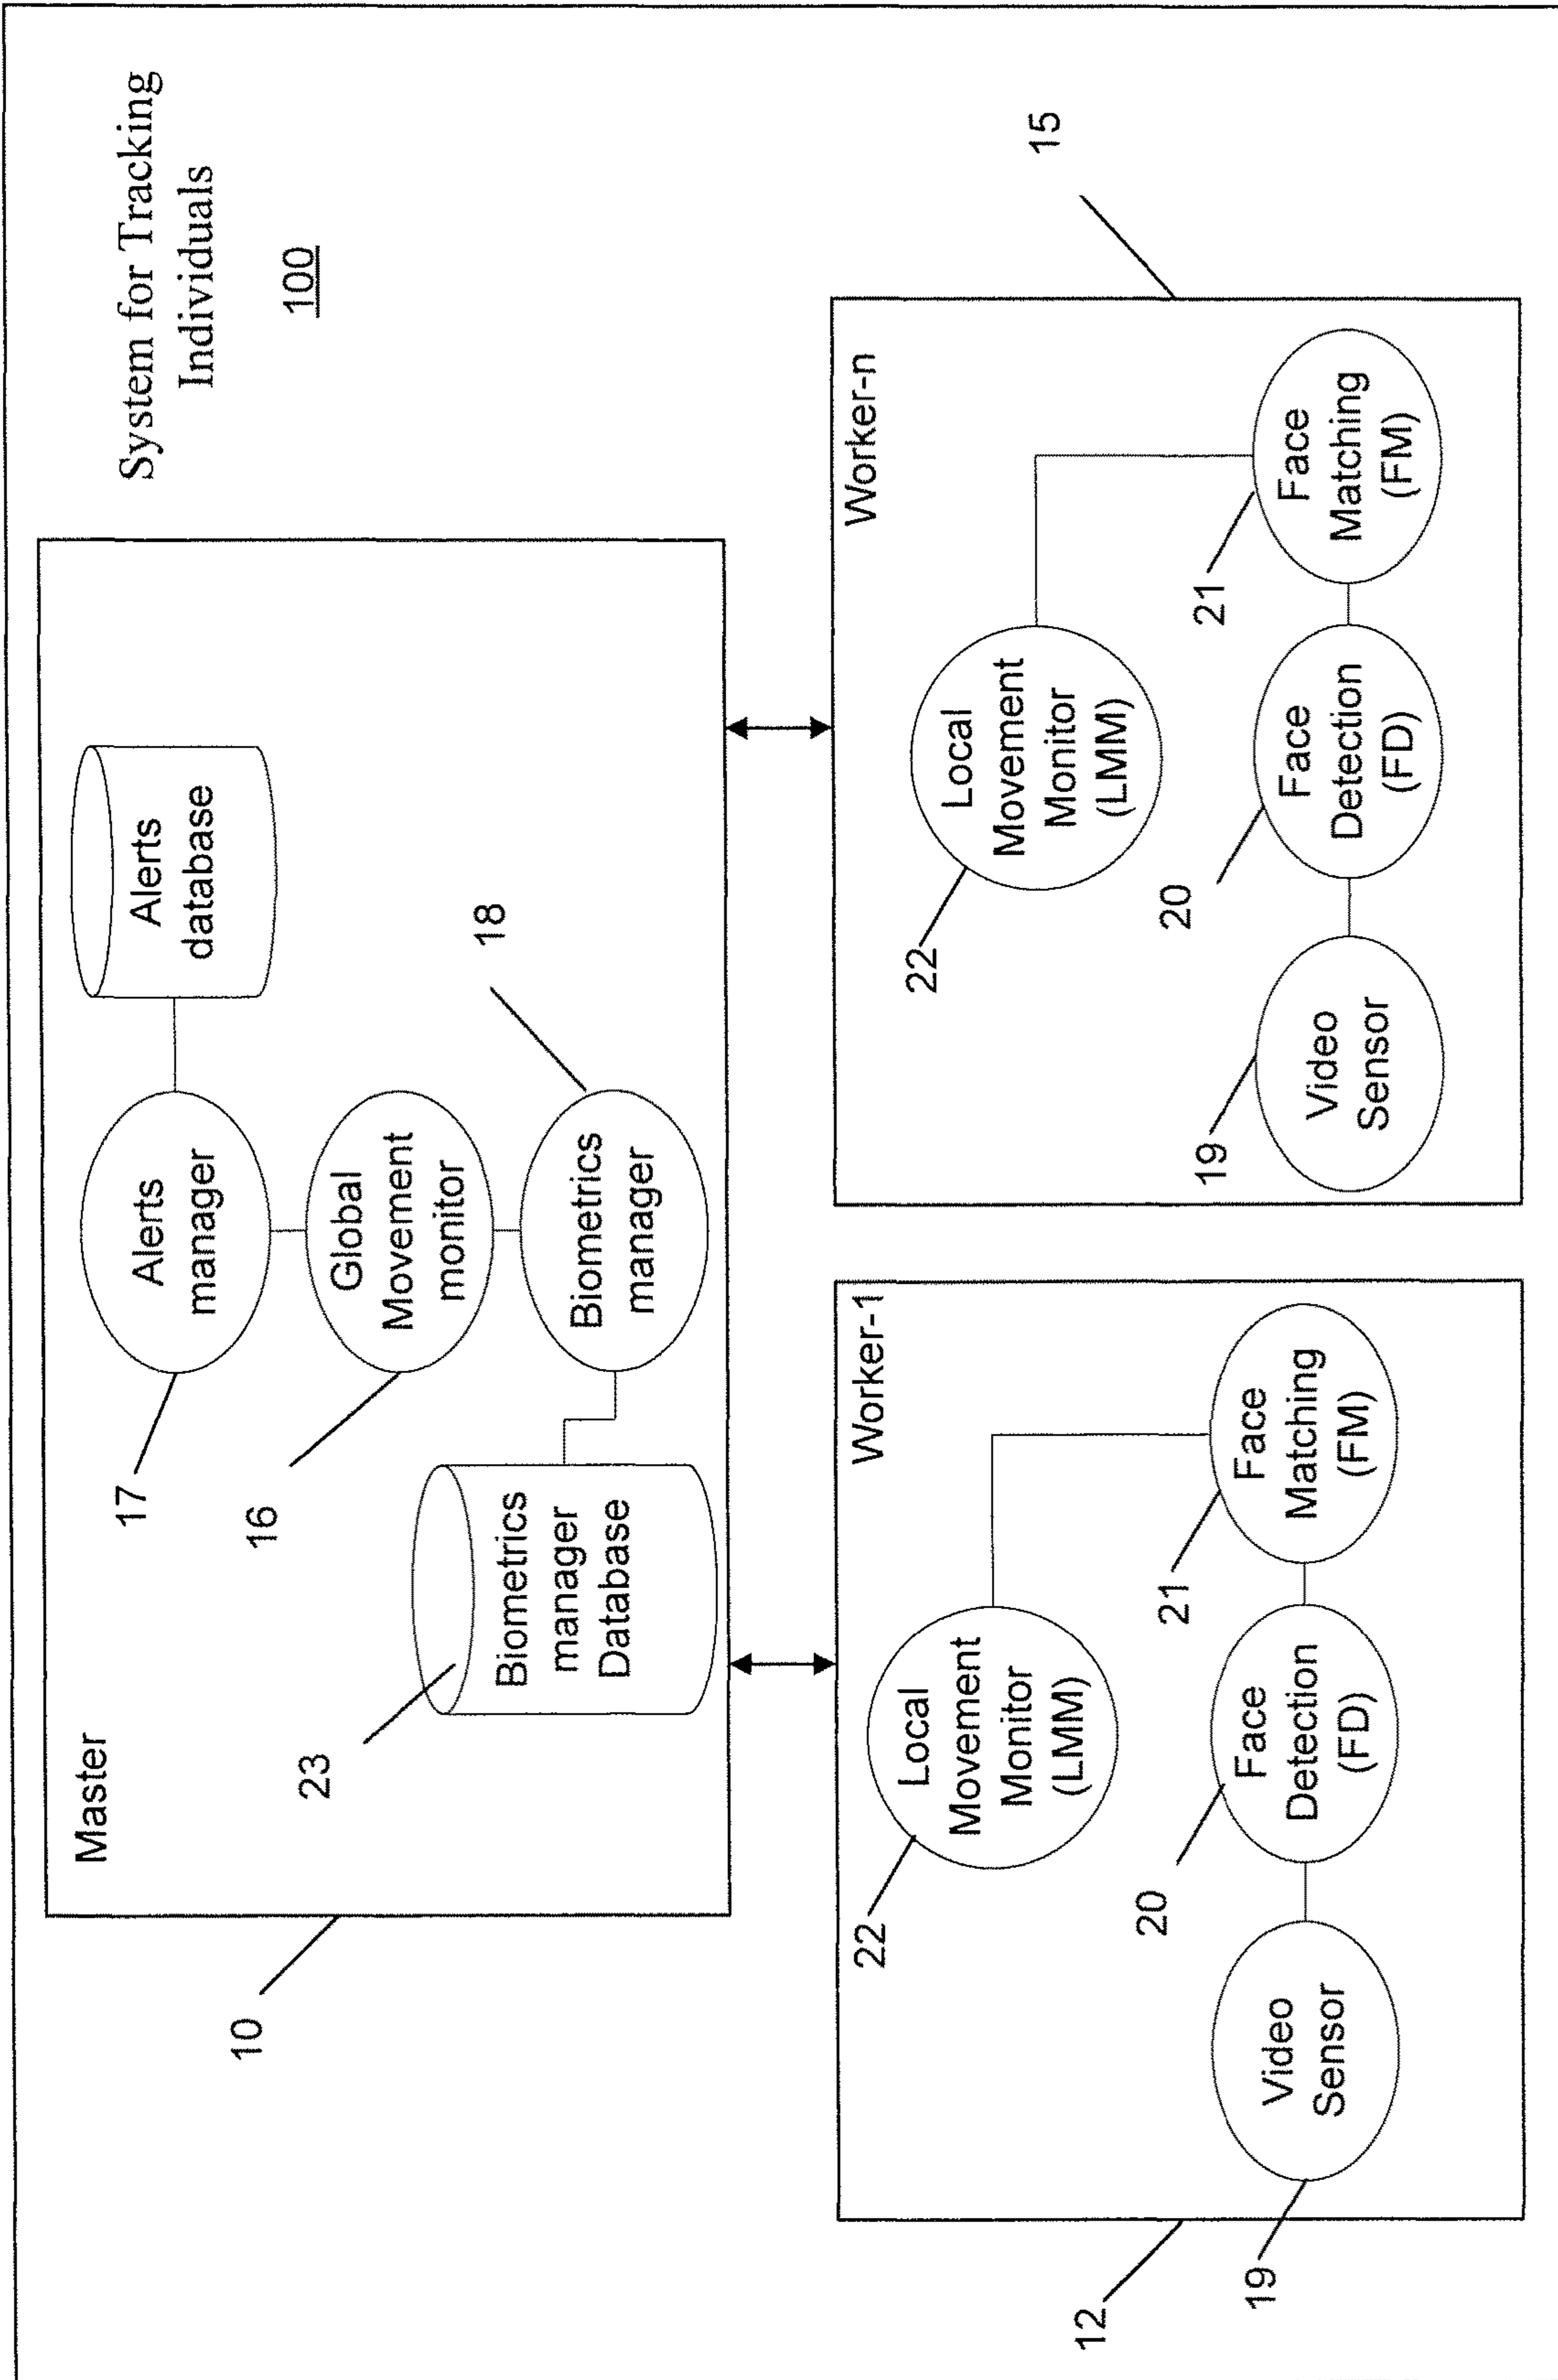 System for Tracking
Individuals
100
Master
10
Alerts
manager
17
Alerts
database
Global
Movement
monitor
16
Biometrics
manager
18
Biometrics
manager
Database
23
Worker-1
12
Local
Movement
Monitor
(LMM)
22
Video
Sensor
19
Face
Detection
(FD)
20
Face
Matching
(FM)
21
Worker-n
15
Local
Movement
Monitor
(LMM)
22
Video
Sensor
19
Face
Detection
(FD)
20
Face
Matching
(FM)
21